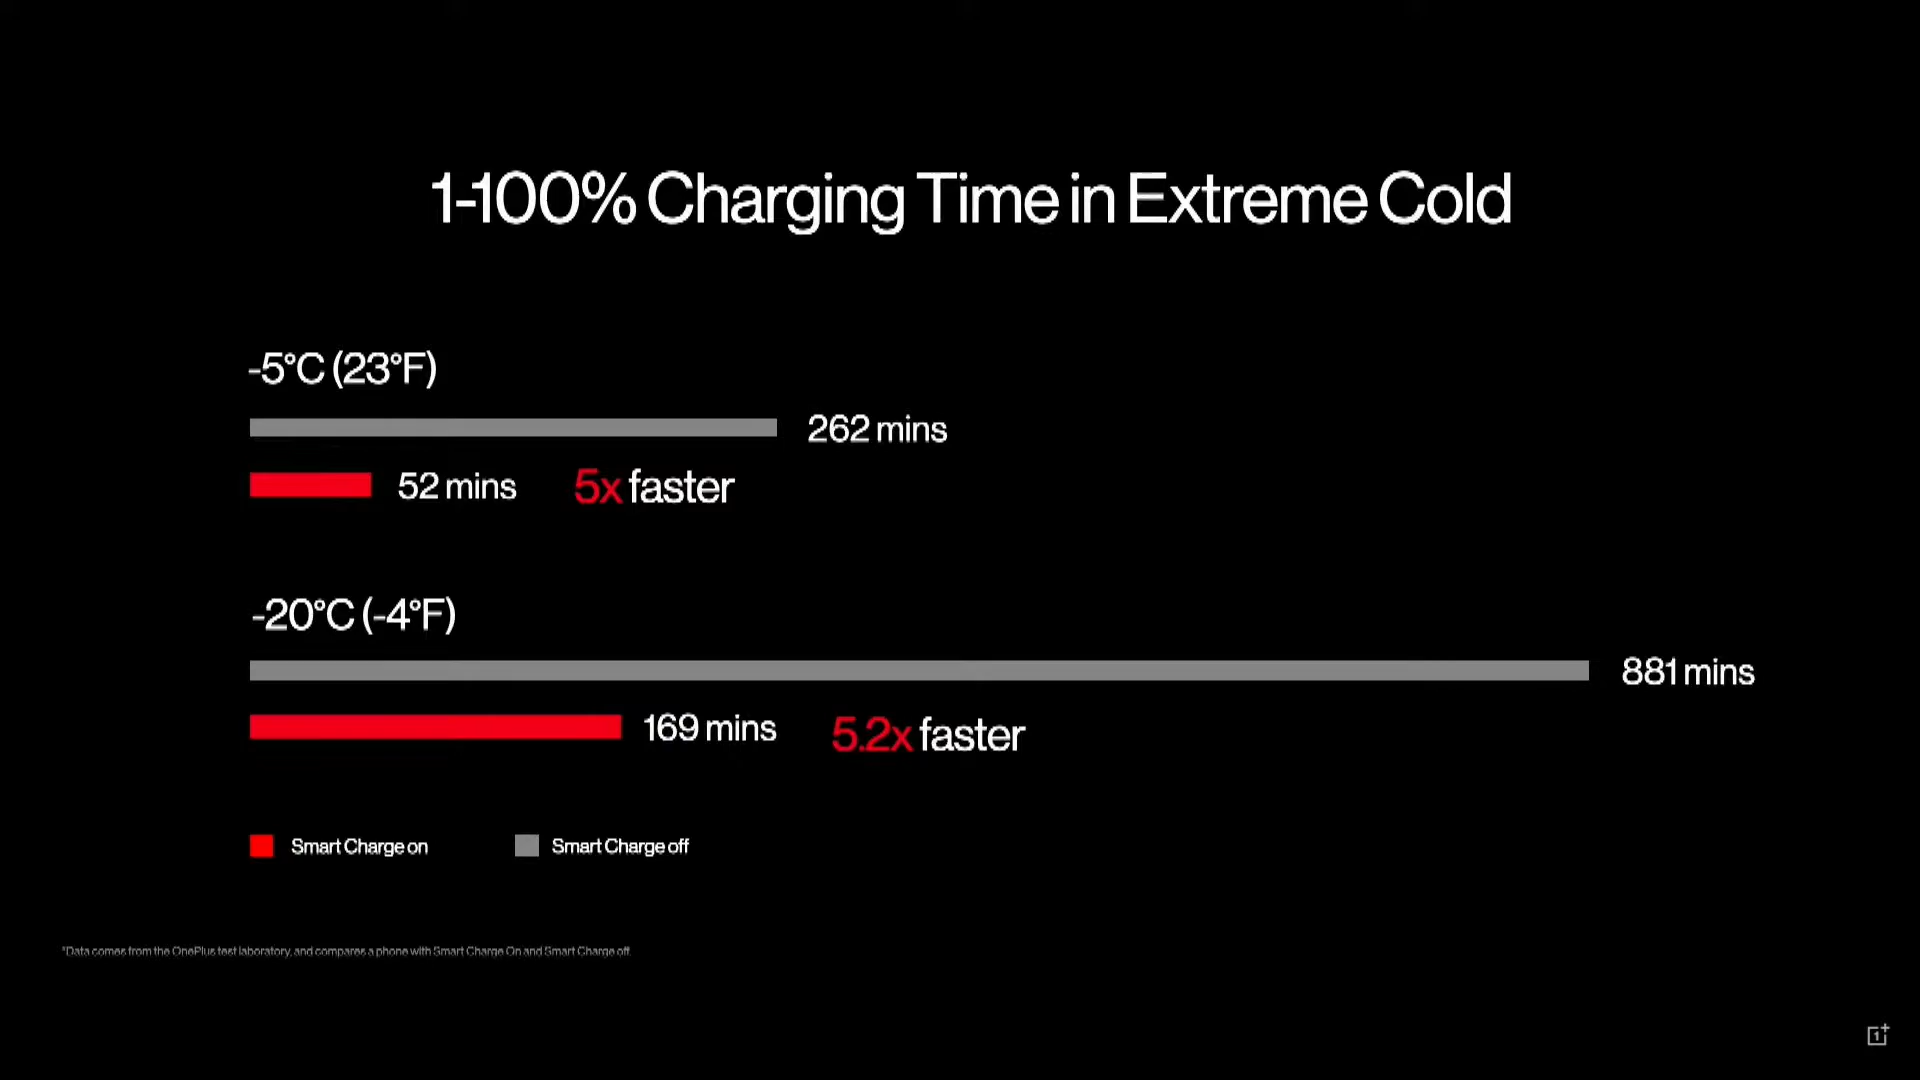 1-100% Charging Time in Extreme Cold
-5°C (23°F)
262 mins
52 mins 5x faster
-20°C (-4°F)
881 mins
169 mins 5.2x faster
Smart Charge on Smart Charge off
*Data comes from the OnePlus test laboratory, and compares a phone with Smart Charge On and Smart Charge off.
1+